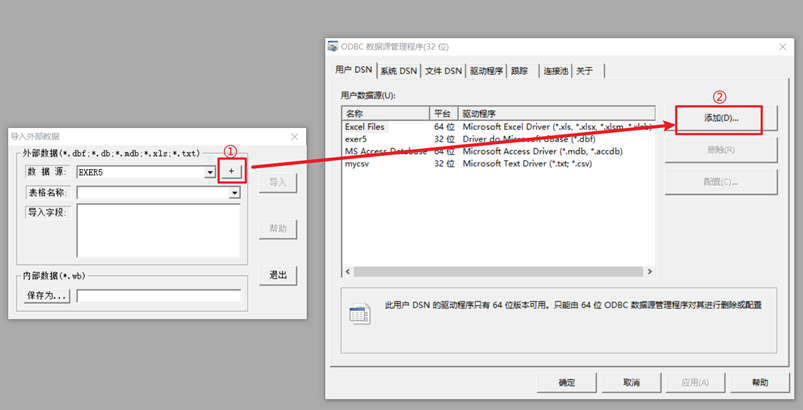 导入外部数据
外部数据(*.dbf;*.db;*.mdb;*.xls;*.txt)
①
数 据 源: EXER5 +
导入
表格名称:
导入字段:
帮助
内部数据(*.wb)
退出
保存为...
ODBC 数据源管理程序(32 位)
用户 DSN 系统 DSN 文件 DSN 驱动程序 跟踪 连接池 关于
用户数据源(U):
②
名称 平台 驱动程序
Excel Files 64 位 Microsoft Excel Driver (*.xls, *.xlsx, *.xlsm, *.xlsb)
exer5 32 位 Driver do Microsoft dBase (*.dbf)
MS Access Database 64 位 Microsoft Access Driver (*.mdb, *.accdb)
mycsv 32 位 Microsoft Text Driver (*.txt; *.csv)
添加(D)...
删除(R)
配置(C)...
此用户 DSN 的驱动程序只有 64 位版本可用。只能由 64 位 ODBC 数据源管理程序对其进行删除或配置
确定 取消 应用(A) 帮助